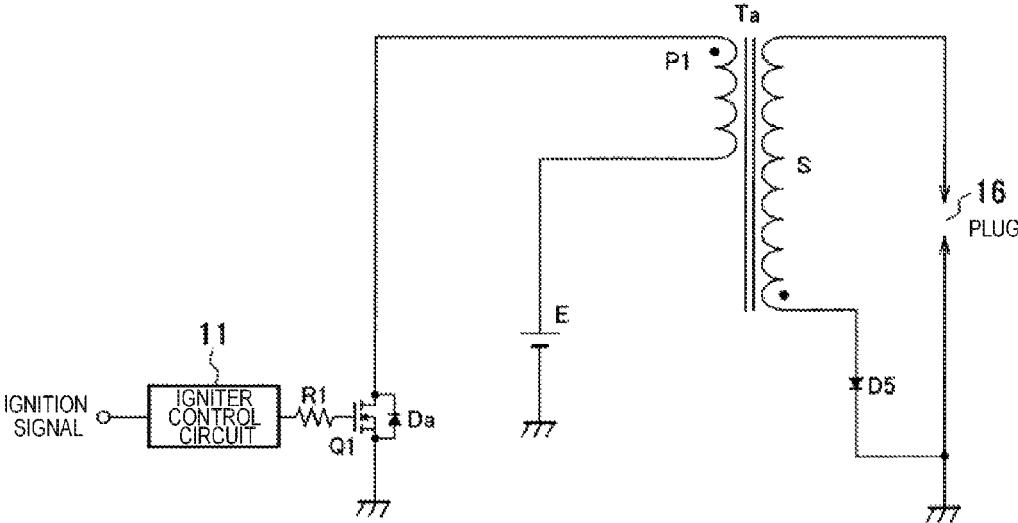 Ta
P1
S
16
PLUG
E
11
D5
IGNITION
SIGNAL
IGNITER
CONTROL
CIRCUIT
R1
Da
Q1